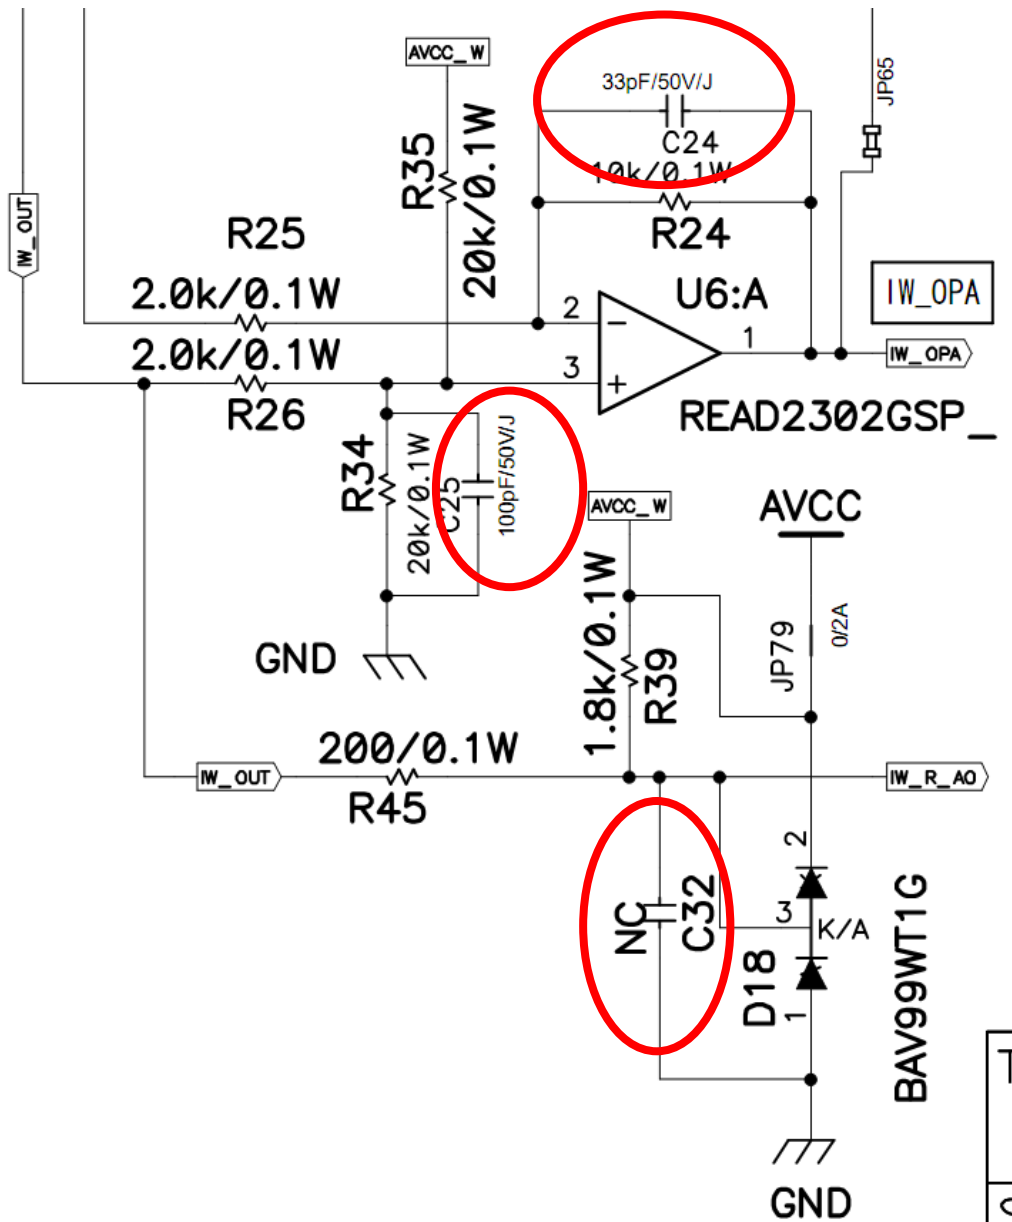 AVCC_W
33pF/50V/J
C24
JP65
R35
20k/0.1W
10k/0.1W
R24
IW_OUT
R25
2.0k/0.1W
2
U6:A
IW_OPA
1
IW_OPA
2.0k/0.1W
3
R26
READ2302GSP_
R34
20k/0.1W
C25
100pF/50V/J
AVCC_W
AVCC
1.8k/0.1W
R39
JP79
0/2A
GND
200/0.1W
IW_OUT
R45
IW_R_AO
2
NC
C32
3
K/A
D18
1
BAV99WT1G
GND